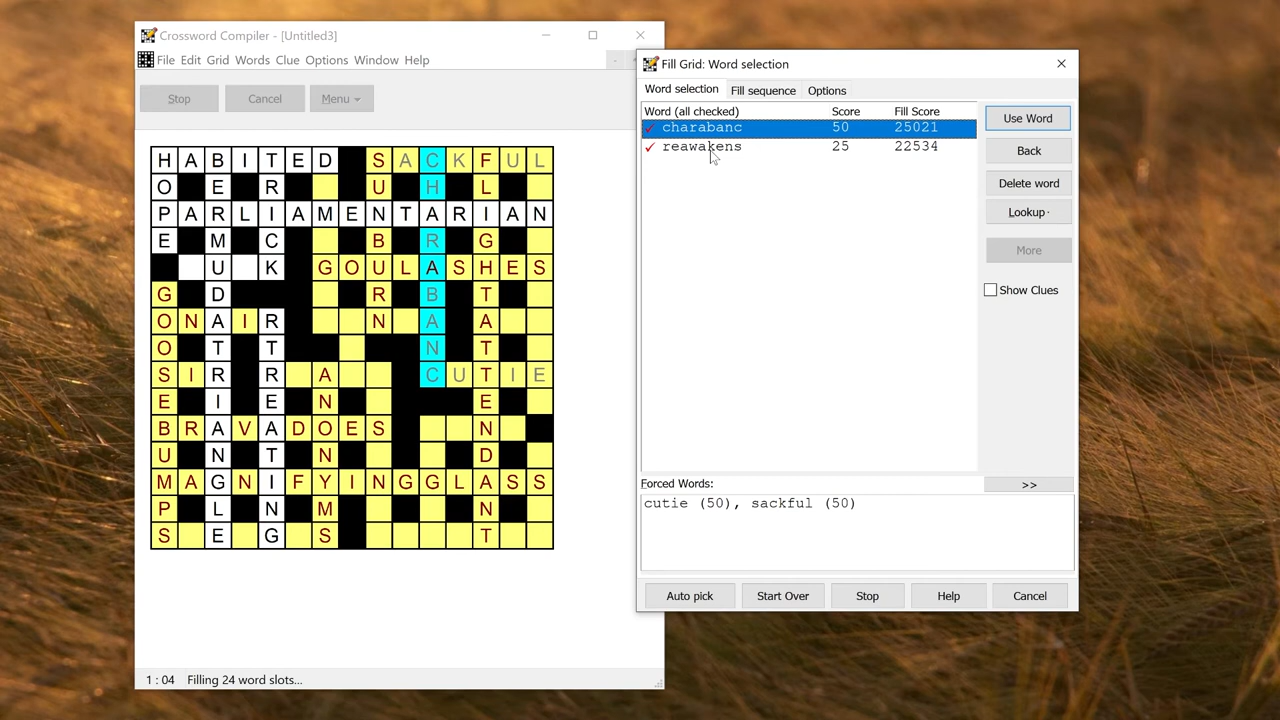 Crossword Compiler - [Untitled3]
File Edit Grid Words Clue Options Window Help
Stop Cancel Menu
HABITED SACKFUL
O E R U H L
PARLIAMENTARIAN
E M C B R G
U K GOULASHES
G D R B T
ONAIR N A A
O T T N T
SIR R A CUTIE
E I E N E
BRAVADOES N
U N T N D
MAGNIFYINGGLASS
P L N M N
S E G S T
1 : 04 Filling 24 word slots...
Fill Grid: Word selection
Word selection Fill sequence Options
Word (all checked) Score Fill Score
charabanc 50 25021
reawakens 25 22534
Use Word
Back
Delete word
Lookup
More
Show Clues
Forced Words: >>
cutie (50), sackful (50)
Auto pick Start Over Stop Help Cancel